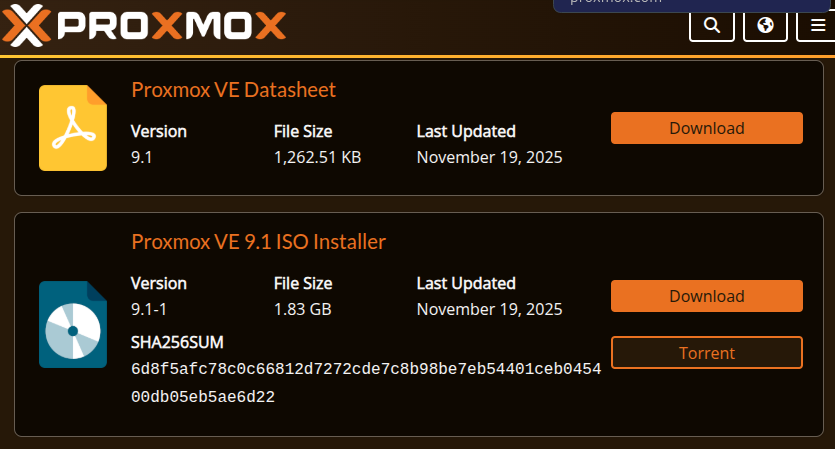 proxmox.com
PROXMOX
Proxmox VE Datasheet
Version File Size Last Updated
9.1 1,262.51 KB November 19, 2025
Download
Proxmox VE 9.1 ISO Installer
Version File Size Last Updated
9.1-1 1.83 GB November 19, 2025
Download
SHA256SUM
6d8f5afc78c0c66812d7272cde7c8b98be7eb54401ceb0454
00db05eb5ae6d22
Torrent